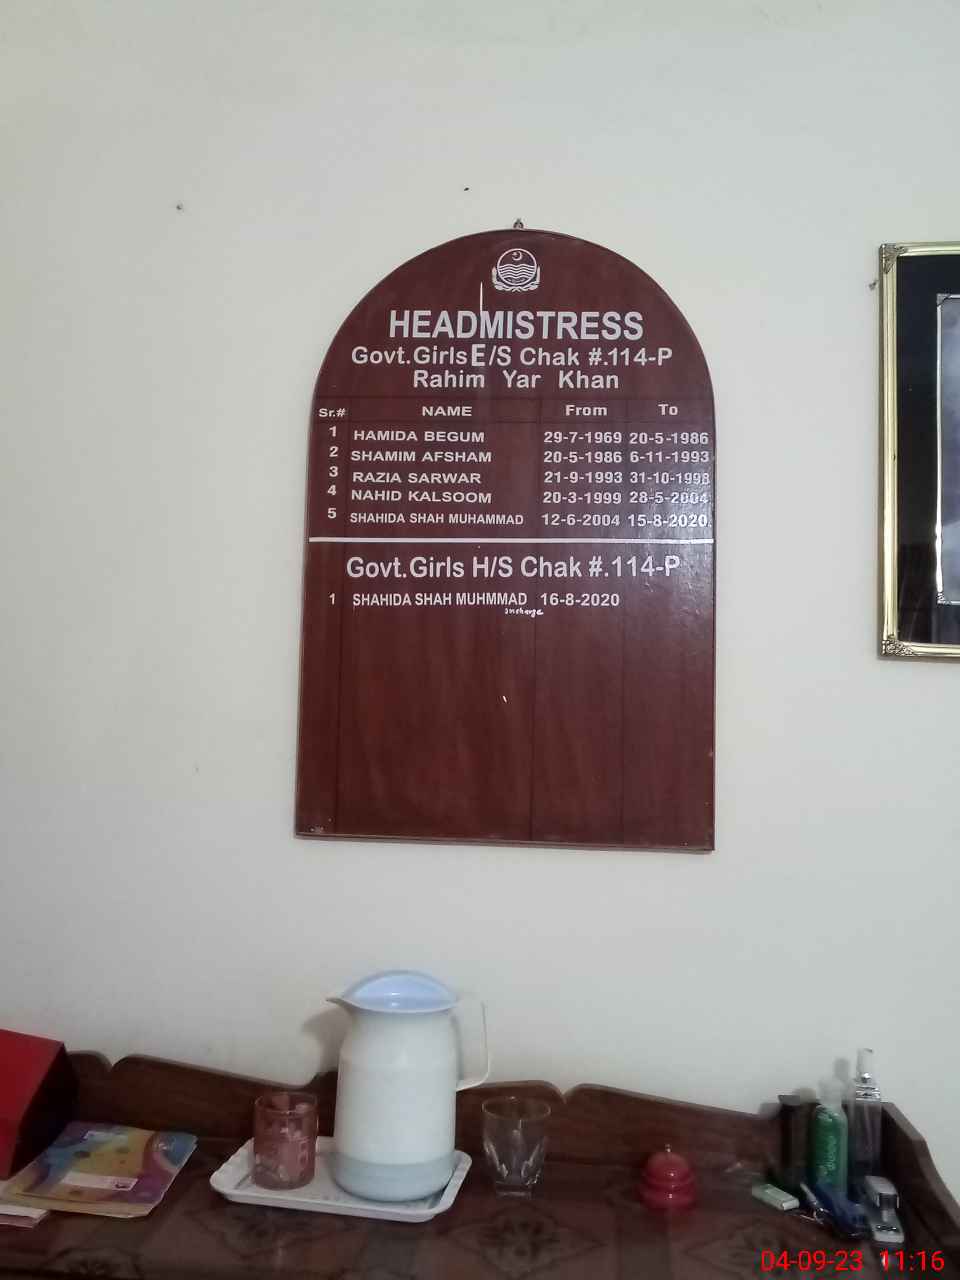 HEADMISTRESS
Govt. Girls E/S Chak #.114-P
Rahim Yar Khan
Sr.# NAME From To
1 HAMIDA BEGUM 29-7-1969 20-5-1986
2 SHAMIM AFSHAM 20-5-1986 6-11-1993
3 RAZIA SARWAR 21-9-1993 31-10-1998
4 NAHID KALSOOM 20-3-1999 28-5-2004
5 SHAHIDA SHAH MUHAMMAD 12-6-2004 15-8-2020
Govt. Girls H/S Chak #.114-P
1 SHAHIDA SHAH MUHMMAD 16-8-2020
incharge
04-09-23 11:16